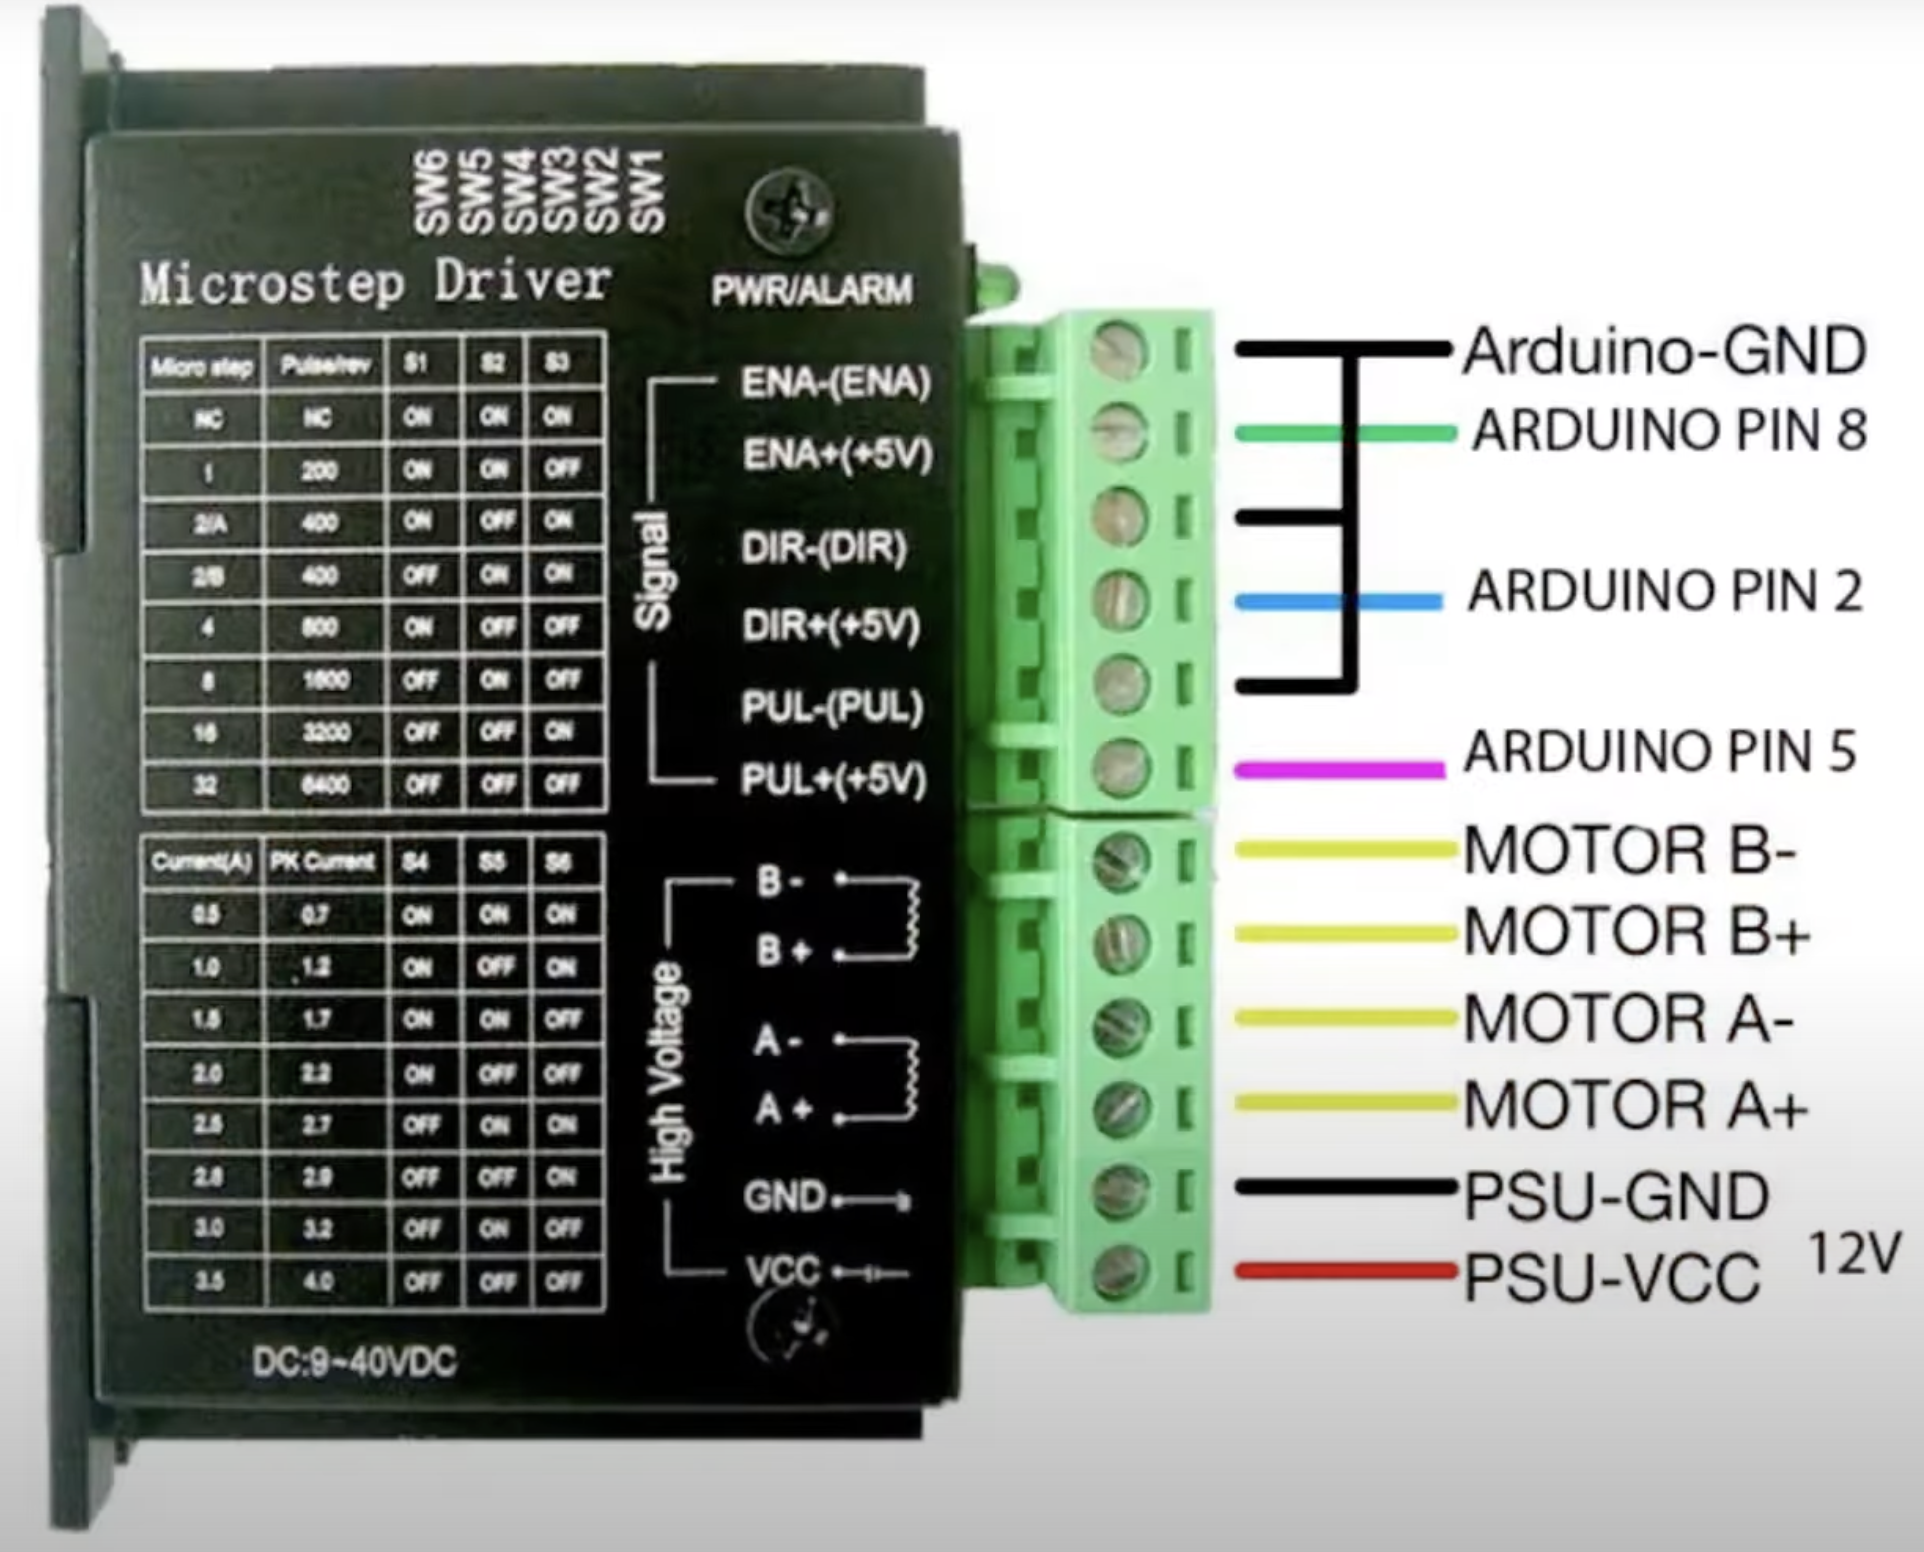 SW6 SW5 SW4 SW3 SW2 SW1
Microstep Driver
PWR/ALARM
Micro step Pulse/rev S1 S2 S3
NC NC ON ON ON
1 200 ON ON OFF
2/A 400 ON OFF ON
2/B 400 OFF ON ON
4 800 ON OFF OFF
8 1600 OFF ON OFF
16 3200 OFF OFF ON
32 6400 OFF OFF OFF
Current(A) PK Current S4 S5 S6
0.5 0.7 ON ON ON
1.0 1.2 ON OFF ON
1.5 1.7 ON ON OFF
2.0 2.2 ON OFF OFF
2.5 2.7 OFF ON ON
2.8 2.9 OFF OFF ON
3.0 3.2 OFF ON OFF
3.5 4.0 OFF OFF OFF
DC:9~40VDC
Signal
ENA-(ENA)
ENA+(+5V)
DIR-(DIR)
DIR+(+5V)
PUL-(PUL)
PUL+(+5V)
High Voltage
B -
B +
A -
A +
GND
VCC
Arduino-GND
ARDUINO PIN 8
ARDUINO PIN 2
ARDUINO PIN 5
MOTOR B-
MOTOR B+
MOTOR A-
MOTOR A+
PSU-GND
PSU-VCC 12V